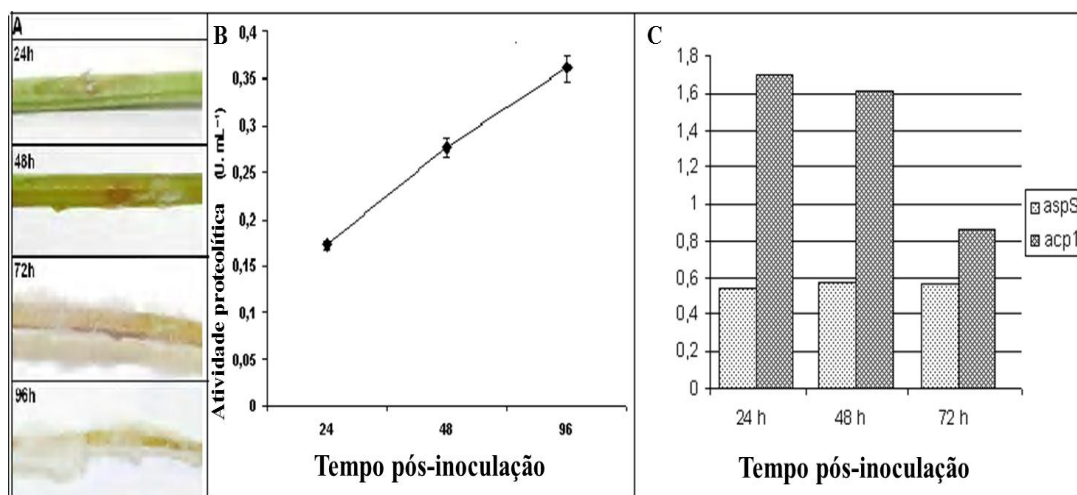 A
24h
48h
72h
96h
B
Atividade proteolítica
(U. mL⁻¹)
0,4
0,35
0,3
0,25
0,2
0,15
0,1
0,05
0
24 48 96
Tempo pós-inoculação
C
1,8
1,6
1,4
1,2
1
0,8
0,6
0,4
0,2
0
24 h 48 h 72 h
Tempo pós-inoculação
aspS
acp1